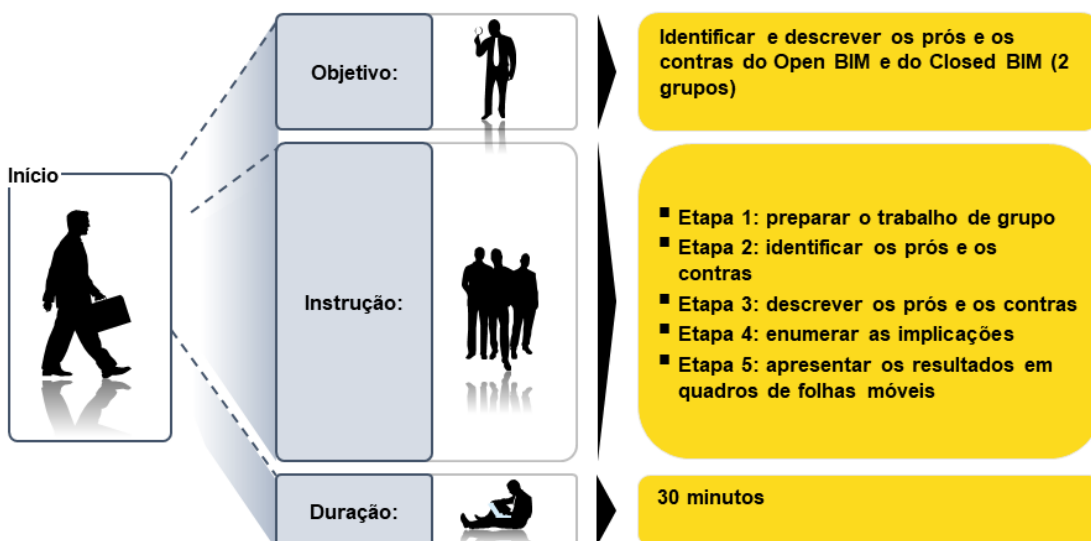 Início
Objetivo:
Identificar e descrever os prós e os
contras do Open BIM e do Closed BIM (2
grupos)
Instrução:
▪ Etapa 1: preparar o trabalho de grupo
▪ Etapa 2: identificar os prós e os
contras
▪ Etapa 3: descrever os prós e os contras
▪ Etapa 4: enumerar as implicações
▪ Etapa 5: apresentar os resultados em
quadros de folhas móveis
Duração:
30 minutos